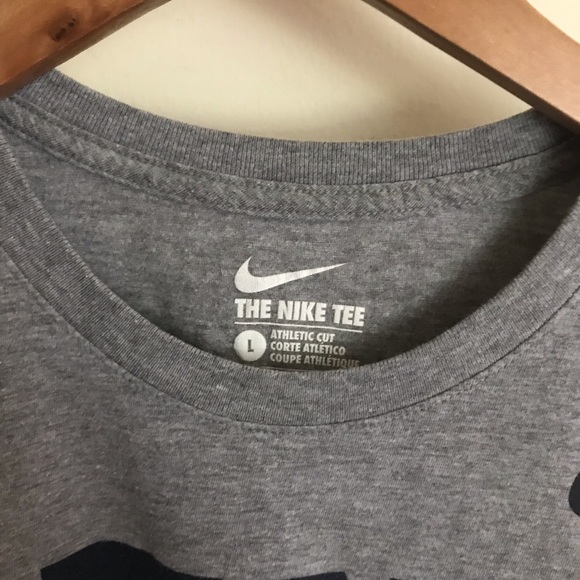 THE NIKE TEE
L
ATHLETIC CUT
CORTE ATLÉTICO
COUPE ATHLÉTIQUE